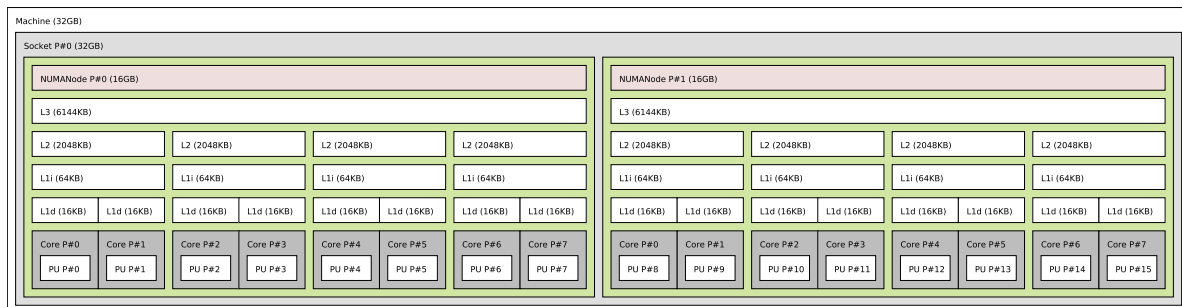 Machine (32GB)
Socket P#0 (32GB)
NUMANode P#0 (16GB)
L3 (6144KB)
L2 (2048KB) L2 (2048KB) L2 (2048KB) L2 (2048KB)
L1i (64KB) L1i (64KB) L1i (64KB) L1i (64KB)
L1d (16KB) L1d (16KB) L1d (16KB) L1d (16KB) L1d (16KB) L1d (16KB) L1d (16KB) L1d (16KB)
Core P#0 Core P#1 Core P#2 Core P#3 Core P#4 Core P#5 Core P#6 Core P#7
PU P#0 PU P#1 PU P#2 PU P#3 PU P#4 PU P#5 PU P#6 PU P#7
NUMANode P#1 (16GB)
L3 (6144KB)
L2 (2048KB) L2 (2048KB) L2 (2048KB) L2 (2048KB)
L1i (64KB) L1i (64KB) L1i (64KB) L1i (64KB)
L1d (16KB) L1d (16KB) L1d (16KB) L1d (16KB) L1d (16KB) L1d (16KB) L1d (16KB) L1d (16KB)
Core P#0 Core P#1 Core P#2 Core P#3 Core P#4 Core P#5 Core P#6 Core P#7
PU P#8 PU P#9 PU P#10 PU P#11 PU P#12 PU P#13 PU P#14 PU P#15